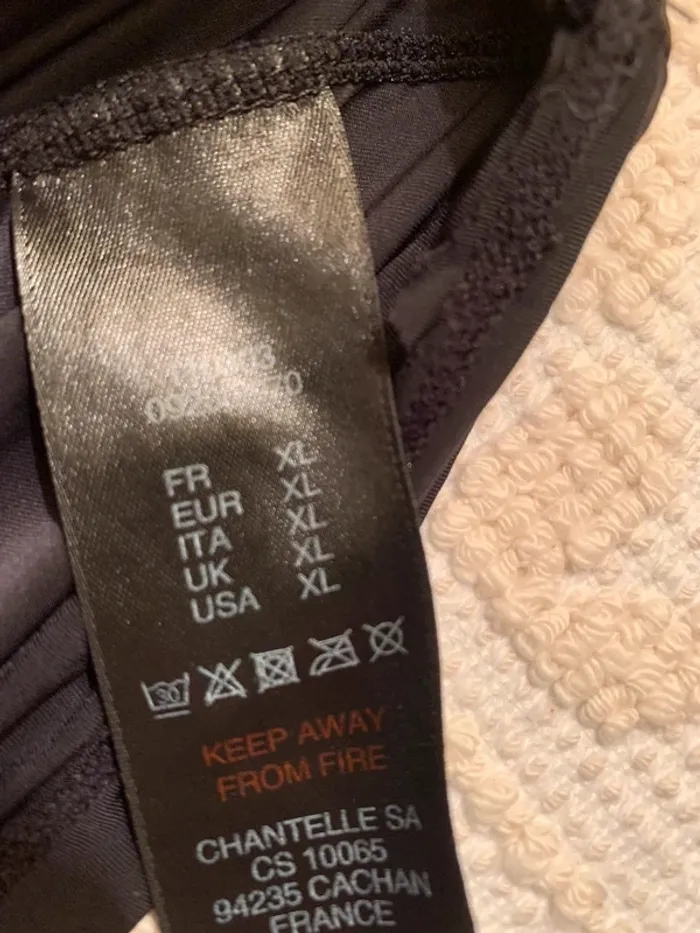 FR XL
EUR XL
ITA XL
UK XL
USA XL
30
KEEP AWAY
FROM FIRE
CHANTELLE SA
CS 10065
94235 CACHAN
FRANCE